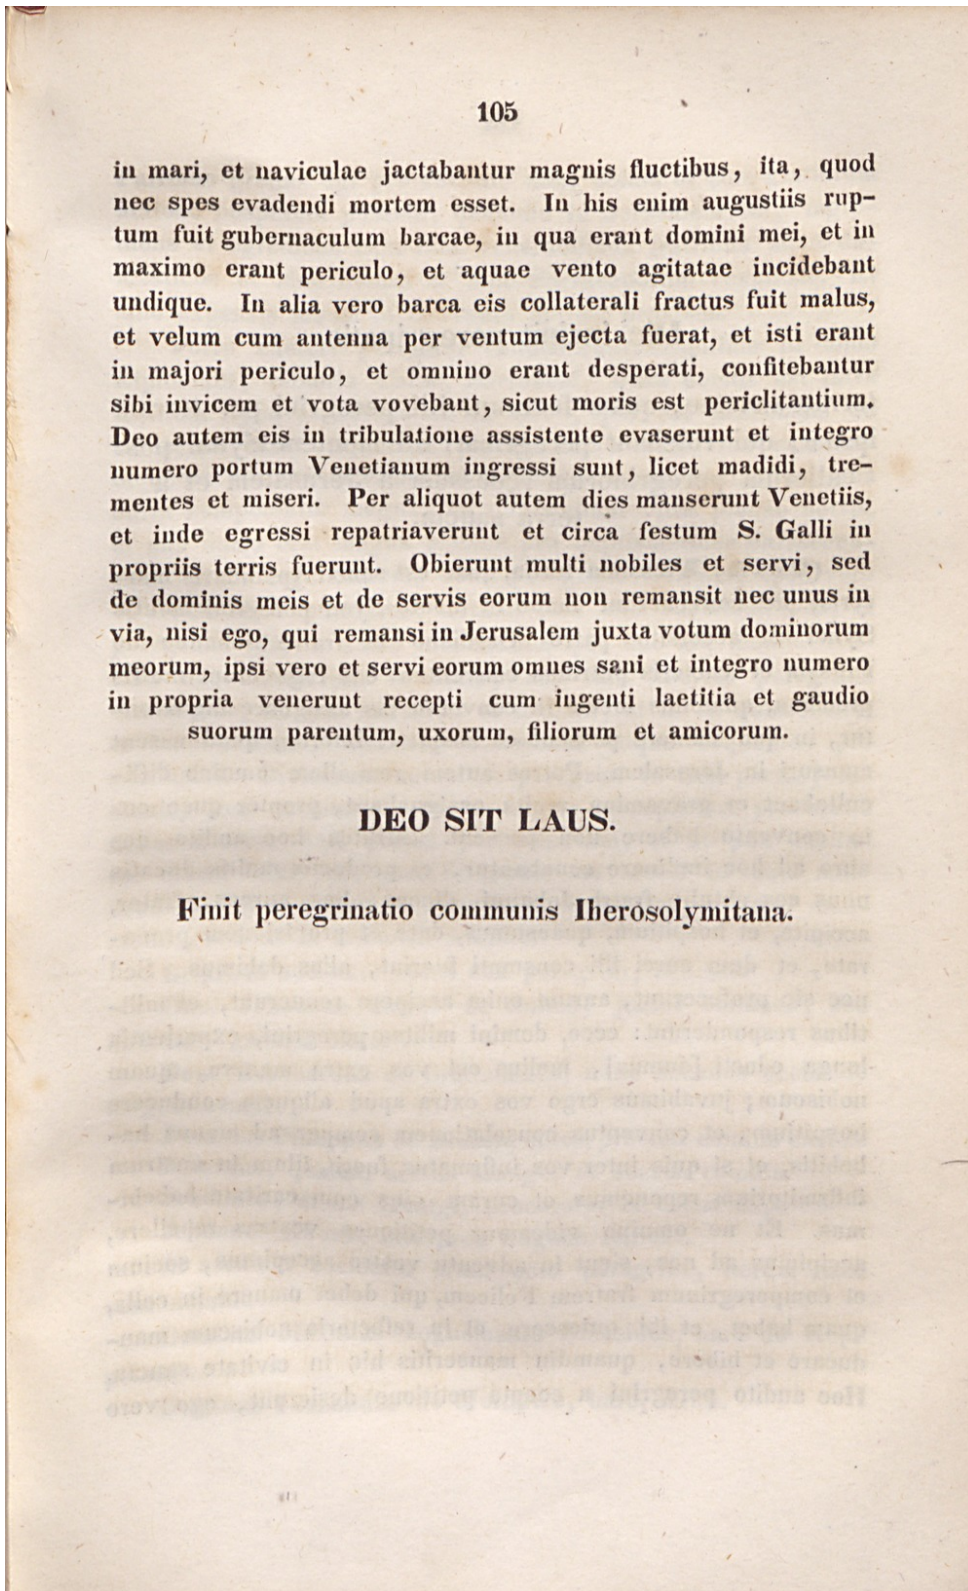 105
in mari, et naviculae jactabantur magnis fluctibus, ita, quod
nec spes evadendi mortem esset. In his enim augustiis rup-
tum fuit gubernaculum barcae, in qua erant domini mei, et in
maximo erant periculo, et aquae vento agitatae incidebant
undique. In alia vero barca eis collaterali fractus fuit malus,
et velum cum antenna per ventum ejecta fuerat, et isti erant
in majori periculo, et omnino erant desperati, confitebantur
sibi invicem et vota vovebant, sicut moris est periclitantium.
Deo autem eis in tribulatione assistente evaserunt et integro
numero portum Venetianum ingressi sunt, licet madidi, tre-
mentes et miseri. Per aliquot autem dies manserunt Venetiis,
et inde egressi repatriaverunt et circa festum S. Galli in
propriis terris fuerunt. Obierunt multi nobiles et servi, sed
de dominis meis et de servis eorum non remansit nec unus in
via, nisi ego, qui remansi in Jerusalem juxta votum dominorum
meorum, ipsi vero et servi eorum omnes sani et integro numero
in propria venerunt recepti cum ingenti laetitia et gaudio
suorum parentum, uxorum, filiorum et amicorum.
DEO SIT LAUS.
Finit peregrinatio communis Iherosolymitana.